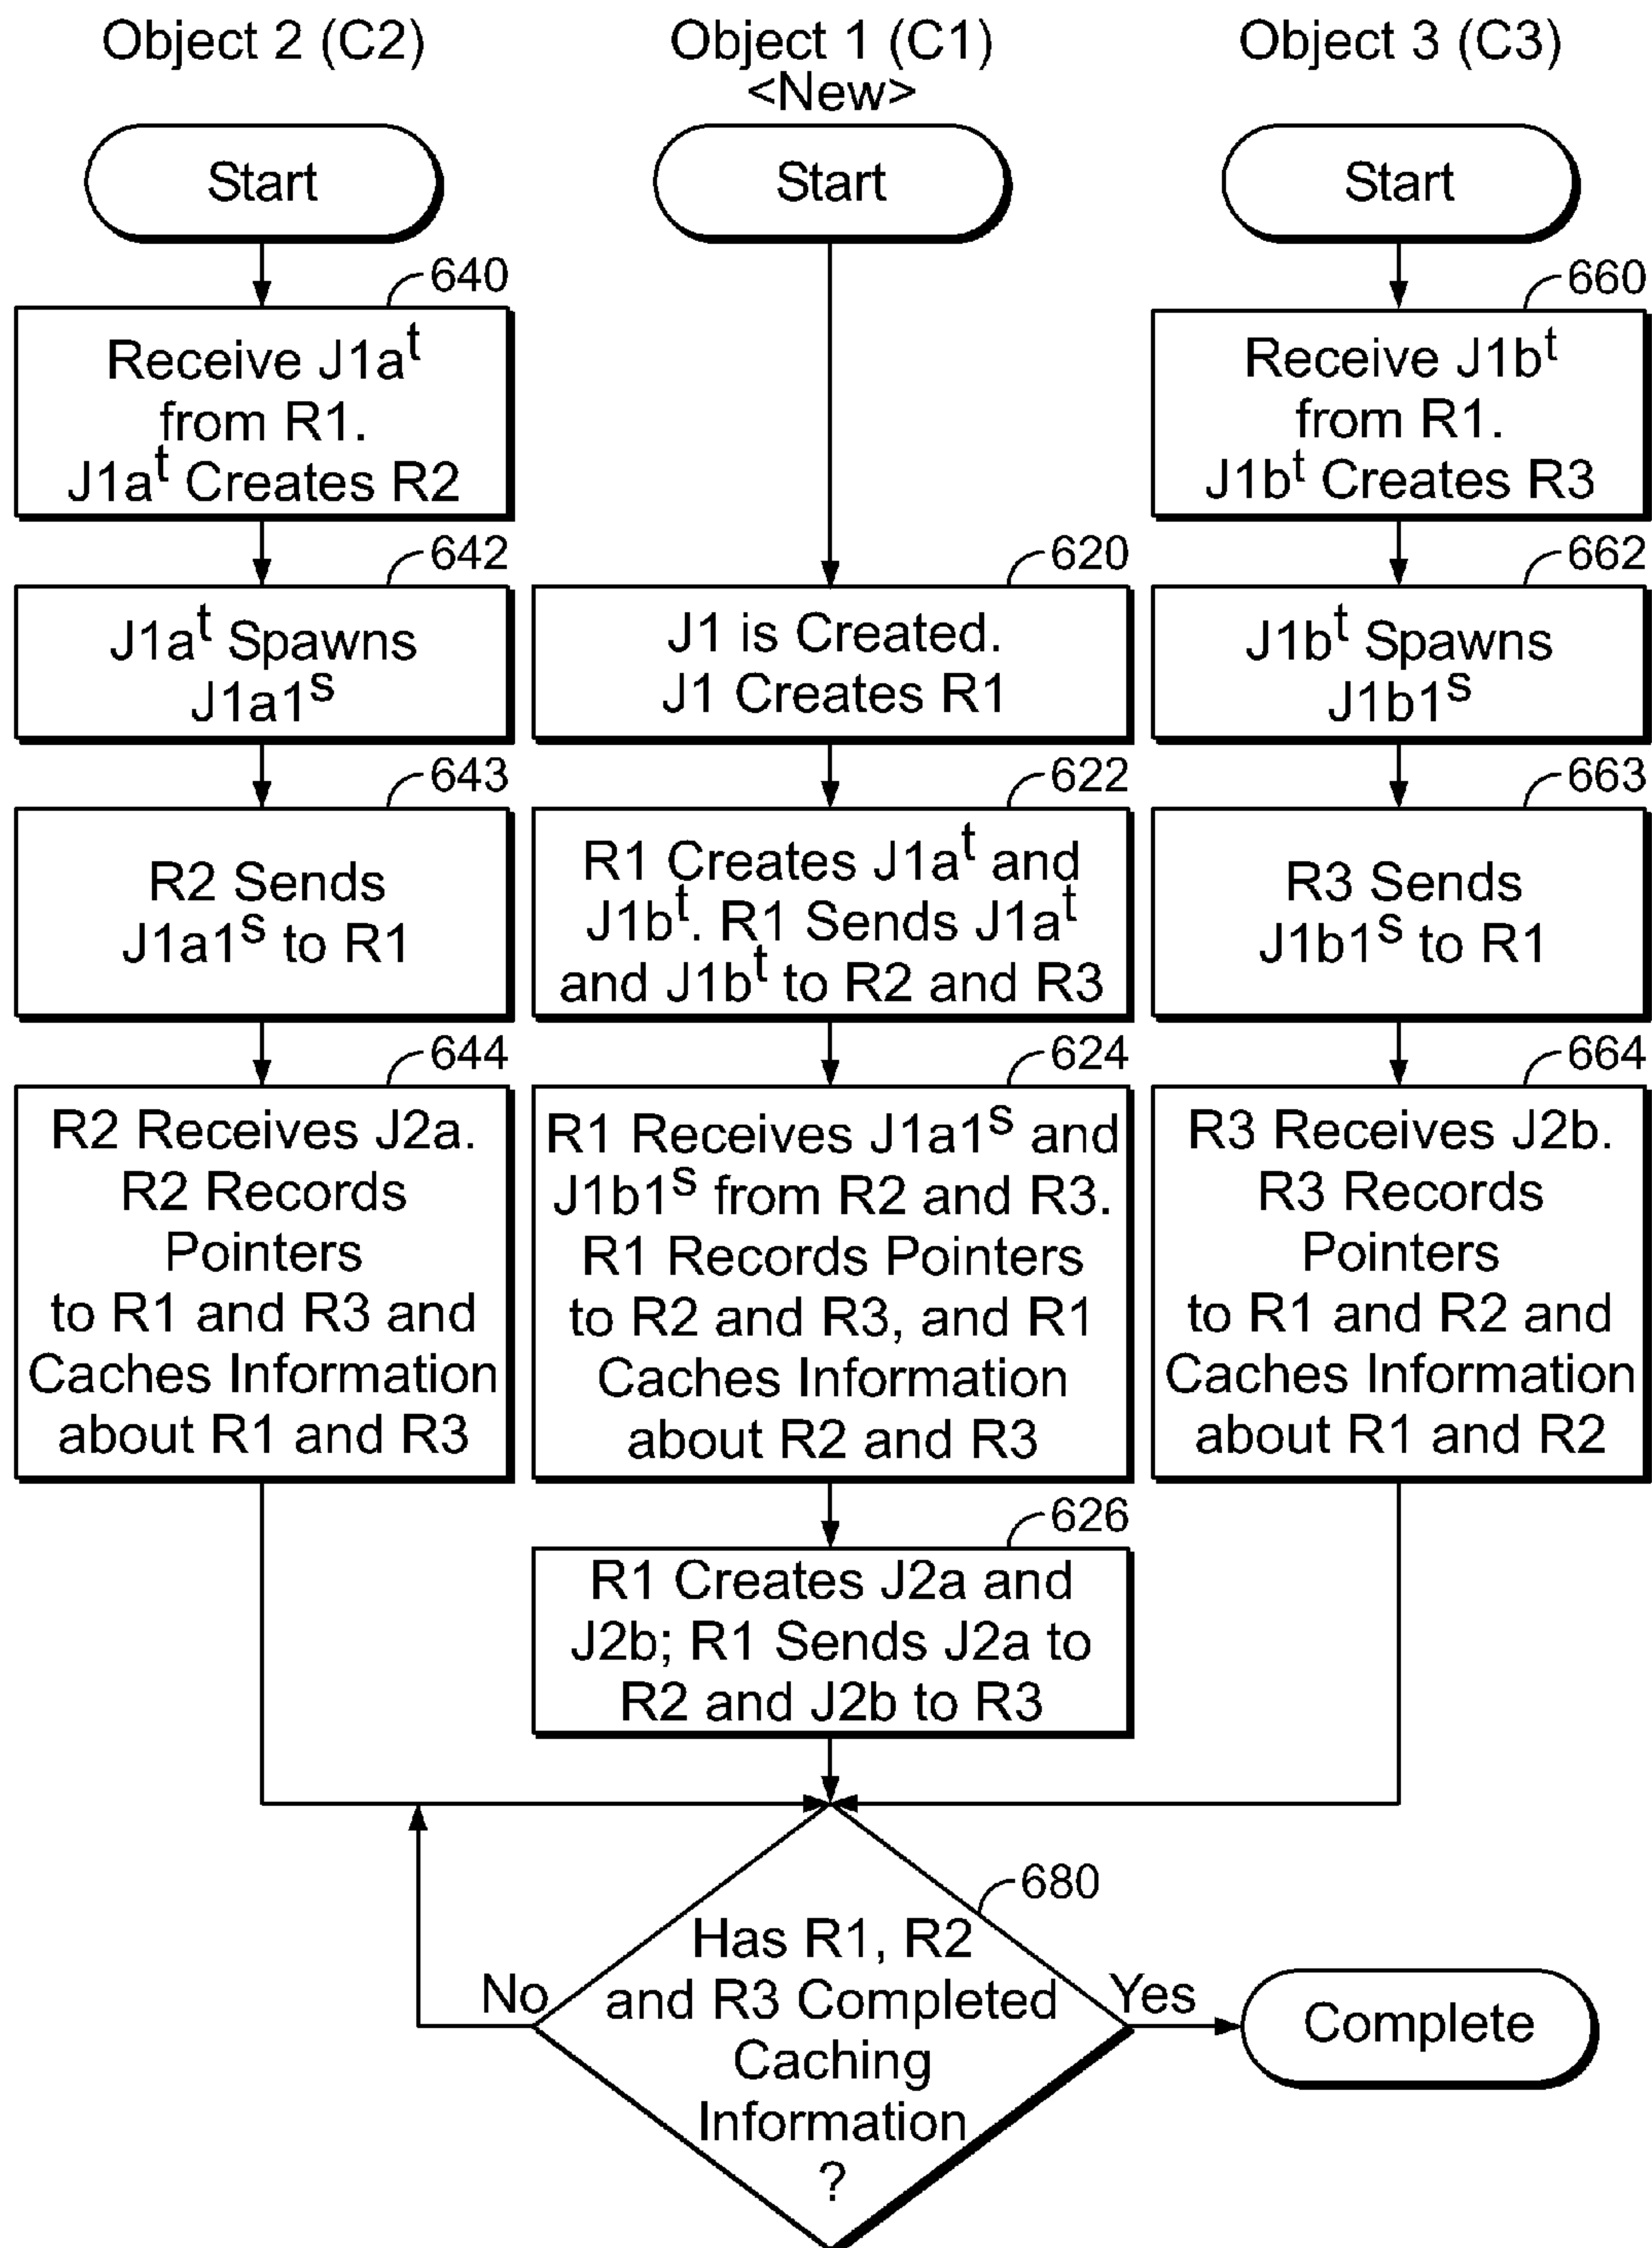 Object 2 (C2)
Start
640
Receive J1aᵗ
from R1.
J1aᵗ Creates R2
642
J1aᵗ Spawns
J1a1ˢ
643
R2 Sends
J1a1ˢ to R1
644
R2 Receives J2a.
R2 Records
Pointers
to R1 and R3 and
Caches Information
about R1 and R3
Object 1 (C1)
<New>
Start
620
J1 is Created.
J1 Creates R1
622
R1 Creates J1aᵗ and
J1bᵗ. R1 Sends J1aᵗ
and J1bᵗ to R2 and R3
624
R1 Receives J1a1ˢ and
J1b1ˢ from R2 and R3.
R1 Records Pointers
to R2 and R3, and R1
Caches Information
about R2 and R3
626
R1 Creates J2a and
J2b; R1 Sends J2a to
R2 and J2b to R3
Object 3 (C3)
Start
660
Receive J1bᵗ
from R1.
J1bᵗ Creates R3
662
J1bᵗ Spawns
J1b1ˢ
663
R3 Sends
J1b1ˢ to R1
664
R3 Receives J2b.
R3 Records
Pointers
to R1 and R2 and
Caches Information
about R1 and R2
680
Has R1, R2
and R3 Completed
Caching
Information
?
No
Yes
Complete